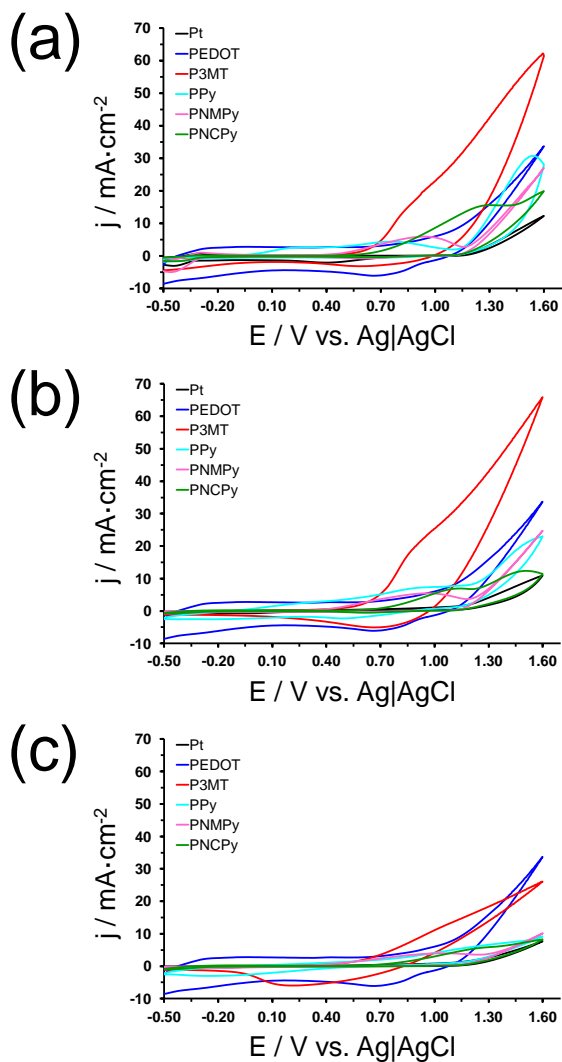 (a)
70
60
50
40
30
20
10
0
-10
j / mA·cm-2
Pt
PEDOT
P3MT
PPy
PNMPy
PNCPy
-0.50 -0.20 0.10 0.40 0.70 1.00 1.30 1.60
E / V vs. Ag|AgCl
(b)
70
60
50
40
30
20
10
0
-10
j / mA·cm-2
Pt
PEDOT
P3MT
PPy
PNMPy
PNCPy
-0.50 -0.20 0.10 0.40 0.70 1.00 1.30 1.60
E / V vs. Ag|AgCl
(c)
70
60
50
40
30
20
10
0
-10
j / mA·cm-2
Pt
PEDOT
P3MT
PPy
PNMPy
PNCPy
-0.50 -0.20 0.10 0.40 0.70 1.00 1.30 1.60
E / V vs. Ag|AgCl